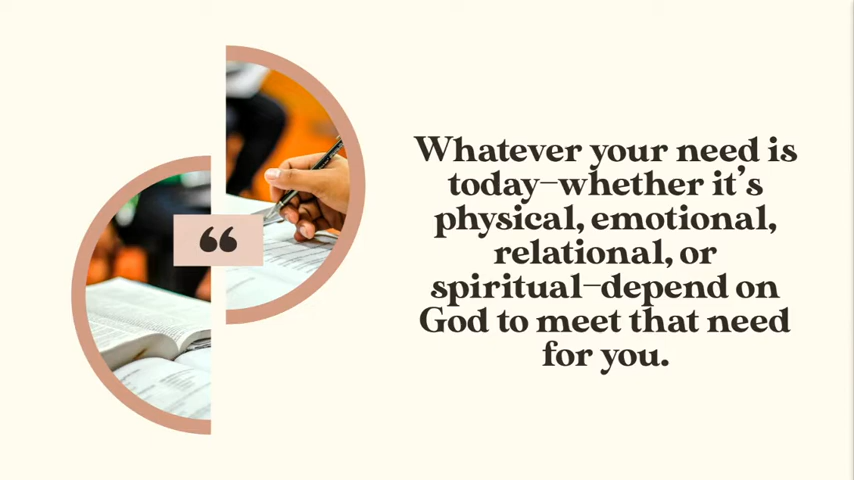 “
Whatever your need is
today—whether it's
physical, emotional,
relational, or
spiritual—depend on
God to meet that need
for you.